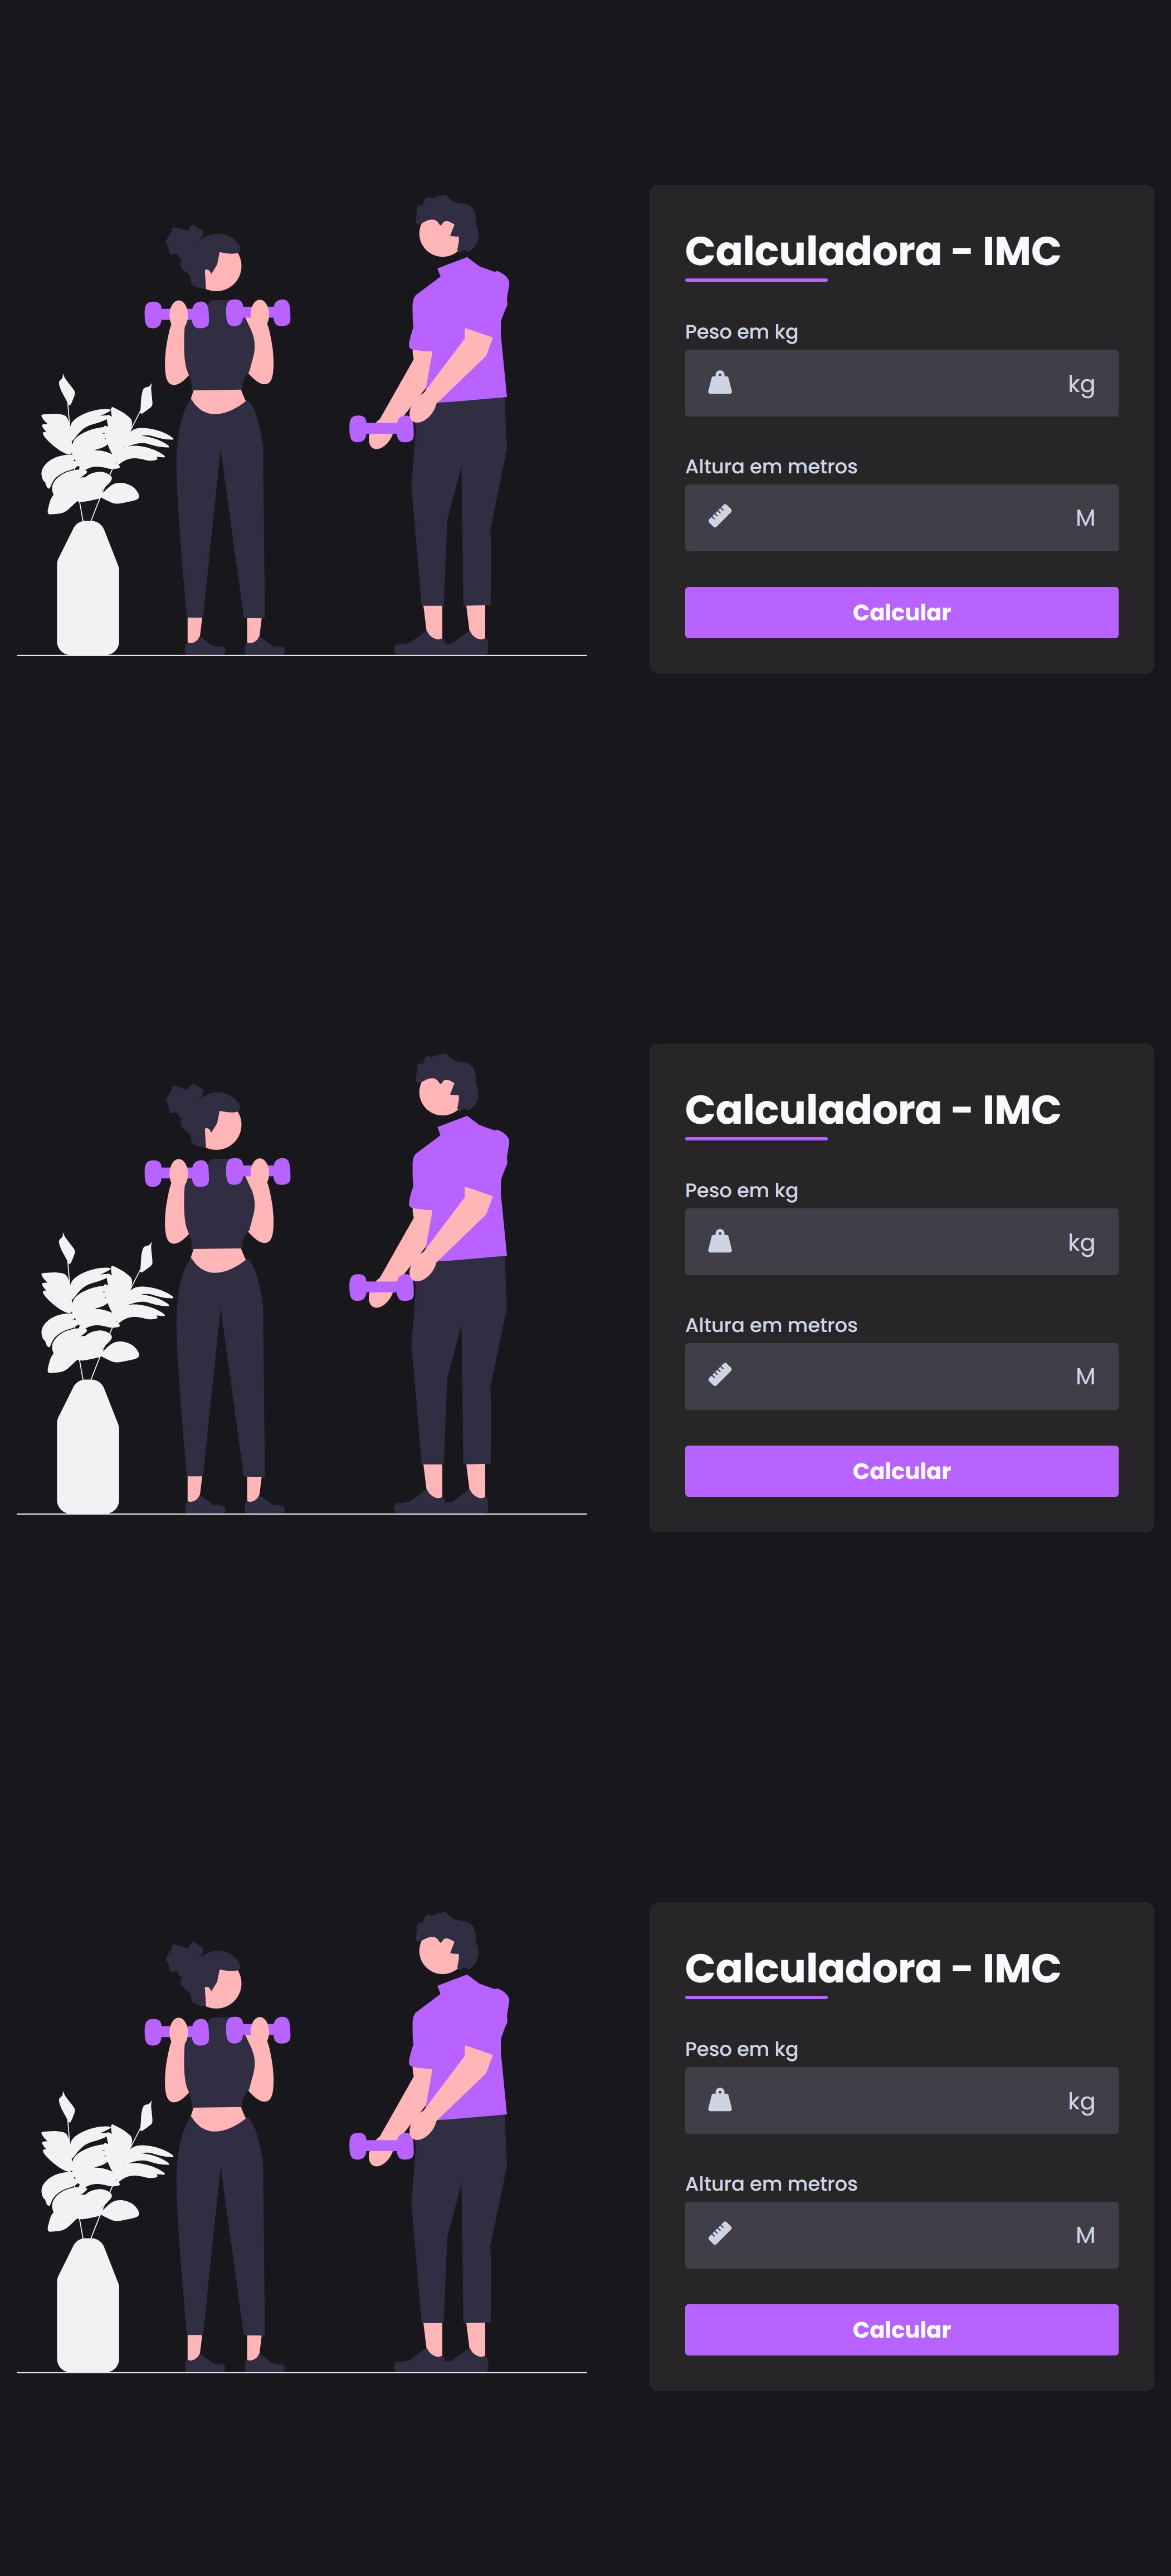 Calculadora - IMC
Peso em kg
kg
Altura em metros
M
Calcular
Calculadora - IMC
Peso em kg
kg
Altura em metros
M
Calcular
Calculadora - IMC
Peso em kg
kg
Altura em metros
M
Calcular